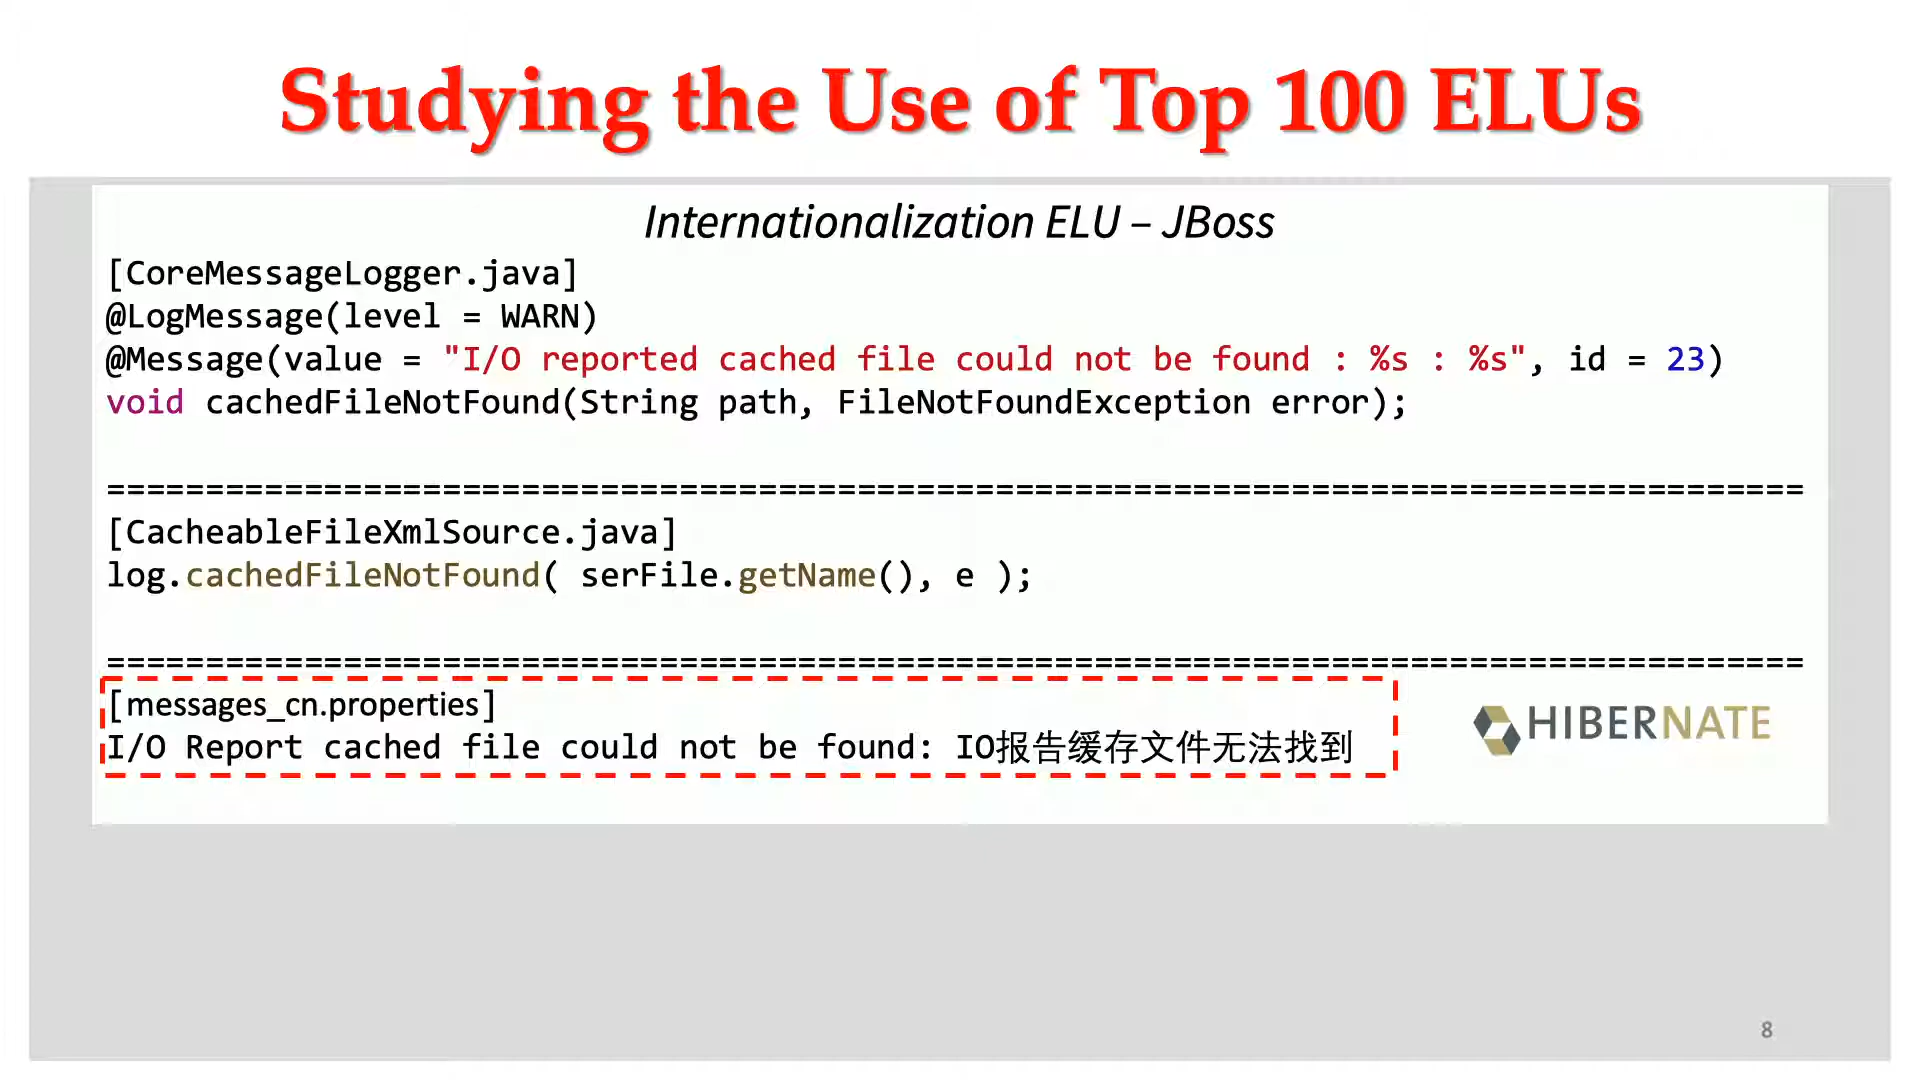 Studying the Use of Top 100 ELUs
Internationalization ELU – JBoss
[CoreMessageLogger.java]
@LogMessage(level = WARN)
@Message(value = "I/O reported cached file could not be found : %s : %s", id = 23)
void cachedFileNotFound(String path, FileNotFoundException error);
======================================================================================
[CacheableFileXmlSource.java]
log.cachedFileNotFound( serFile.getName(), e );
======================================================================================
[messages_cn.properties]
I/O Report cached file could not be found: IO报告缓存文件无法找到
HIBERNATE
8